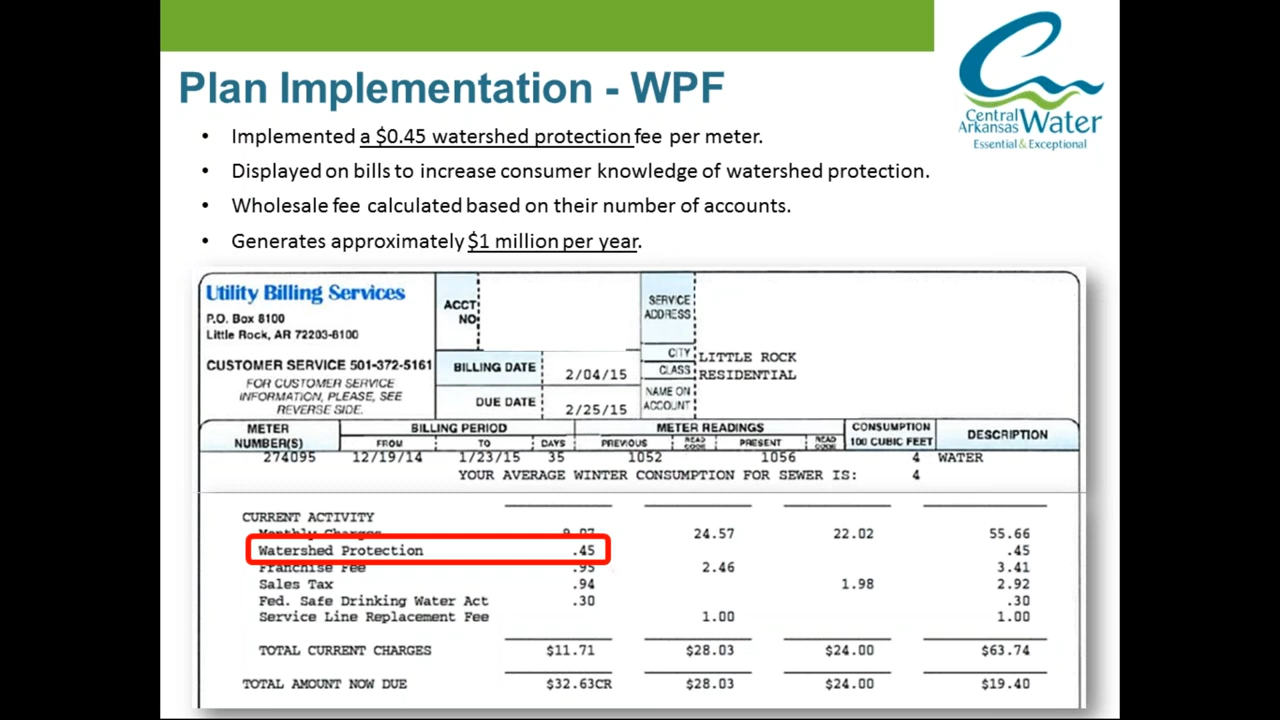 Plan Implementation - WPF
Central
Arkansas Water
Essential & Exceptional
• Implemented a $0.45 watershed protection fee per meter.
• Displayed on bills to increase consumer knowledge of watershed protection.
• Wholesale fee calculated based on their number of accounts.
• Generates approximately $1 million per year.
Utility Billing Services
P.O. Box 8100
Little Rock, AR 72203-8100
CUSTOMER SERVICE 501-372-5161
FOR CUSTOMER SERVICE
INFORMATION, PLEASE, SEE
REVERSE SIDE.
ACCT
NO
BILLING DATE 2/04/15
DUE DATE 2/25/15
SERVICE
ADDRESS
CITY LITTLE ROCK
CLASS RESIDENTIAL
NAME ON
ACCOUNT
METER NUMBER(S) BILLING PERIOD METER READINGS CONSUMPTION 100 CUBIC FEET DESCRIPTION
FROM TO DAYS PREVIOUS READ CODE PRESENT READ CODE
274095 12/19/14 1/23/15 35 1052 1056 4 WATER
YOUR AVERAGE WINTER CONSUMPTION FOR SEWER IS: 4
CURRENT ACTIVITY
Monthly Charges 9.07 24.57 22.02 55.66
Watershed Protection .45 .45
Franchise Fee .95 2.46 3.41
Sales Tax .94 1.98 2.92
Fed. Safe Drinking Water Act .30 .30
Service Line Replacement Fee 1.00 1.00
TOTAL CURRENT CHARGES $11.71 $28.03 $24.00 $63.74
TOTAL AMOUNT NOW DUE $32.63CR $28.03 $24.00 $19.40